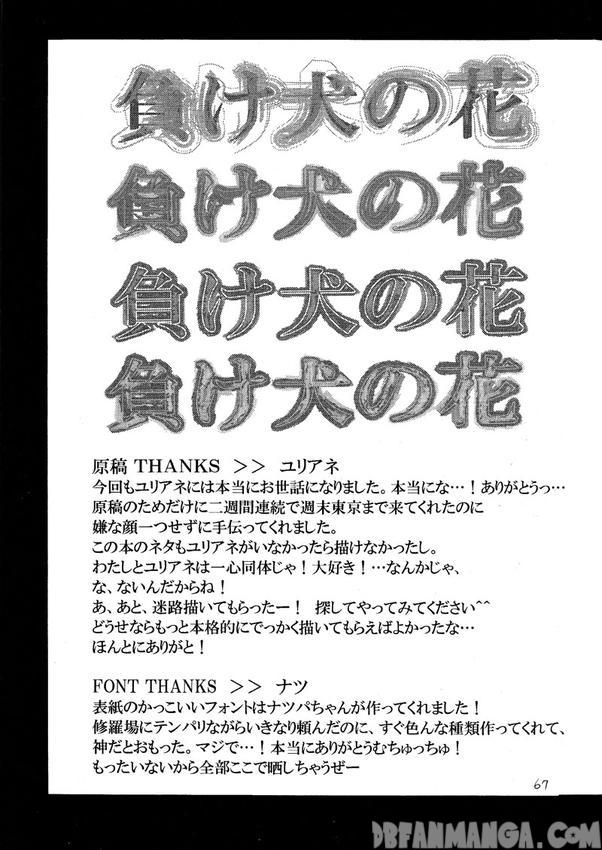 負け犬の花
負け犬の花
負け犬の花
負け犬の花
原稿 THANKS >> ユリアネ
今回もユリアネには本当にお世話になりました。本当にな…！ありがとうっ…
原稿のためだけに二週間連続で週末東京まで来てくれたのに
嫌な顔一つせずに手伝ってくれました。
この本のネタもユリアネがいなかったら描けなかったし。
わたしとユリアネは一心同体じゃ！大好き！…なんかじゃ、
な、ないんだからね！
あ、あと、迷路描いてもらったー！ 探してやってみてください^^
どうせならもっと本格的にでっかく描いてもらえばよかったな…
ほんとにありがと！
FONT THANKS >> ナツ
表紙のかっこいいフォントはナツパちゃんが作ってくれました！
修羅場にテンパリながらいきなり頼んだのに、すぐ色んな種類作ってくれて、
神だとおもった。マジで…！本当にありがとうむちゅっちゅ！
もったいないから全部ここで晒しちゃうぜー
67
DBFANMANGA.COM